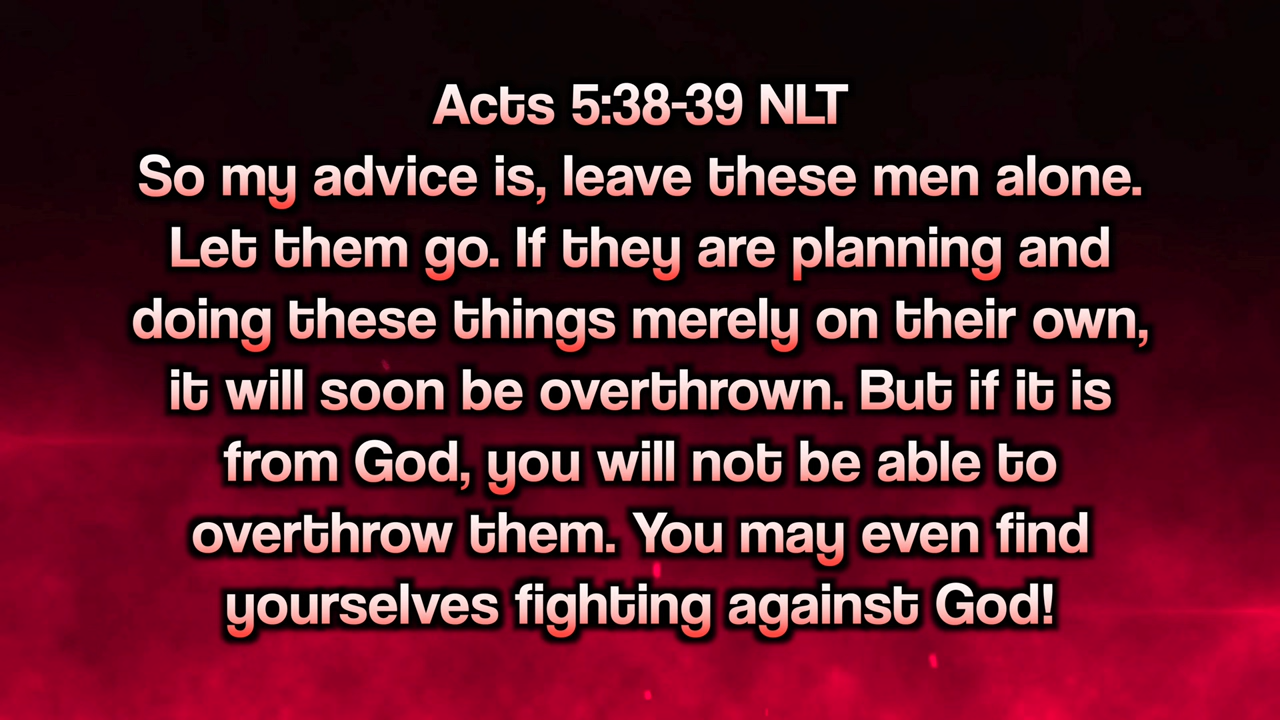 Acts 5:38-39 NLT
So my advice is, leave these men alone.
Let them go. If they are planning and
doing these things merely on their own,
it will soon be overthrown. But if it is
from God, you will not be able to
overthrow them. You may even find
yourselves fighting against God!